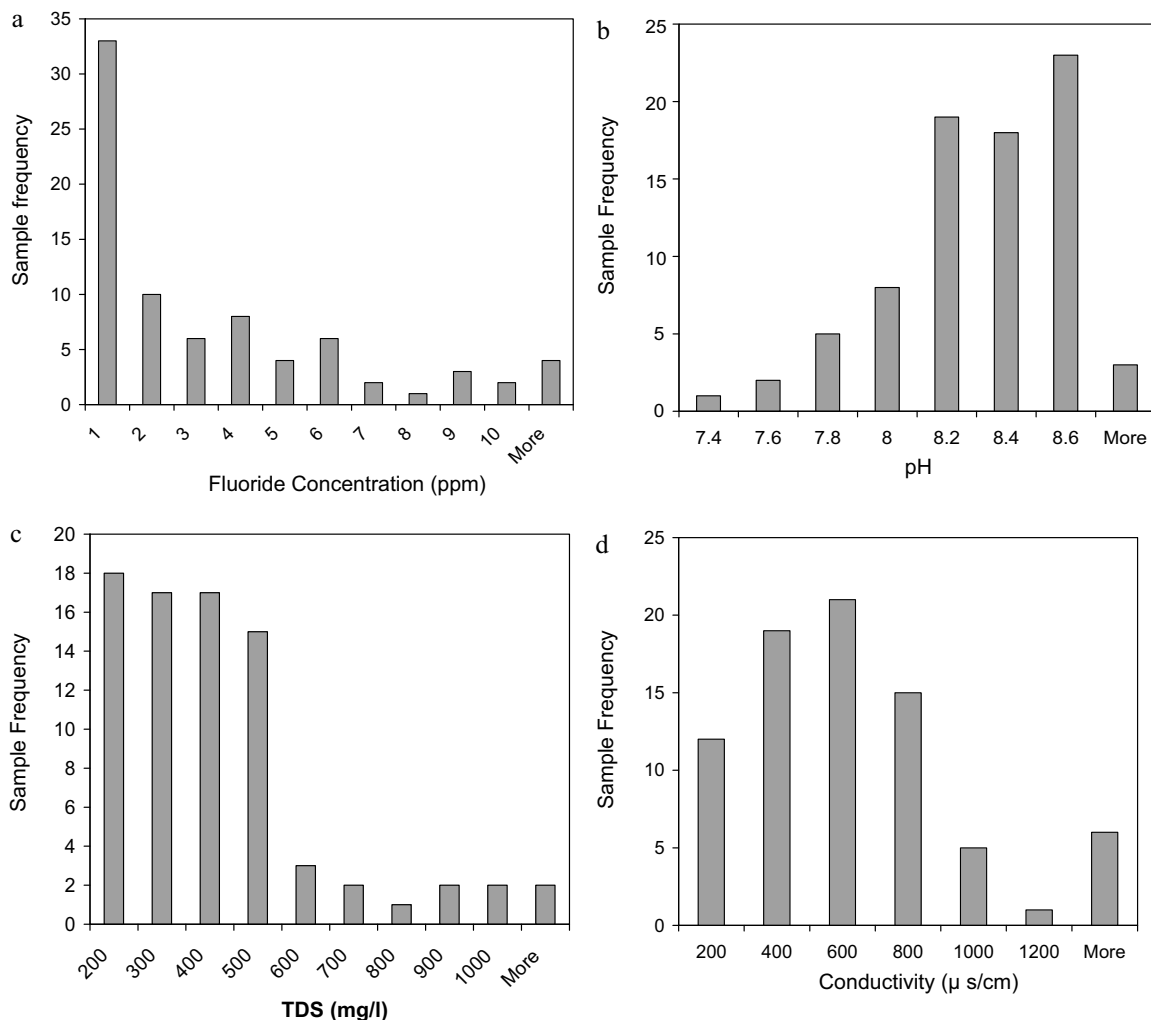 a
35
30
25
20
15
10
5
0
Sample frequency
1 2 3 4 5 6 7 8 9 10 More
Fluoride Concentration (ppm)
b
25
20
15
10
5
0
Sample Frequency
7.4 7.6 7.8 8 8.2 8.4 8.6 More
pH
c
20
18
16
14
12
10
8
6
4
2
0
Sample Frequency
200 300 400 500 600 700 800 900 1000 More
TDS (mg/l)
d
25
20
15
10
5
0
Sample Frequency
200 400 600 800 1000 1200 More
Conductivity (μ s/cm)